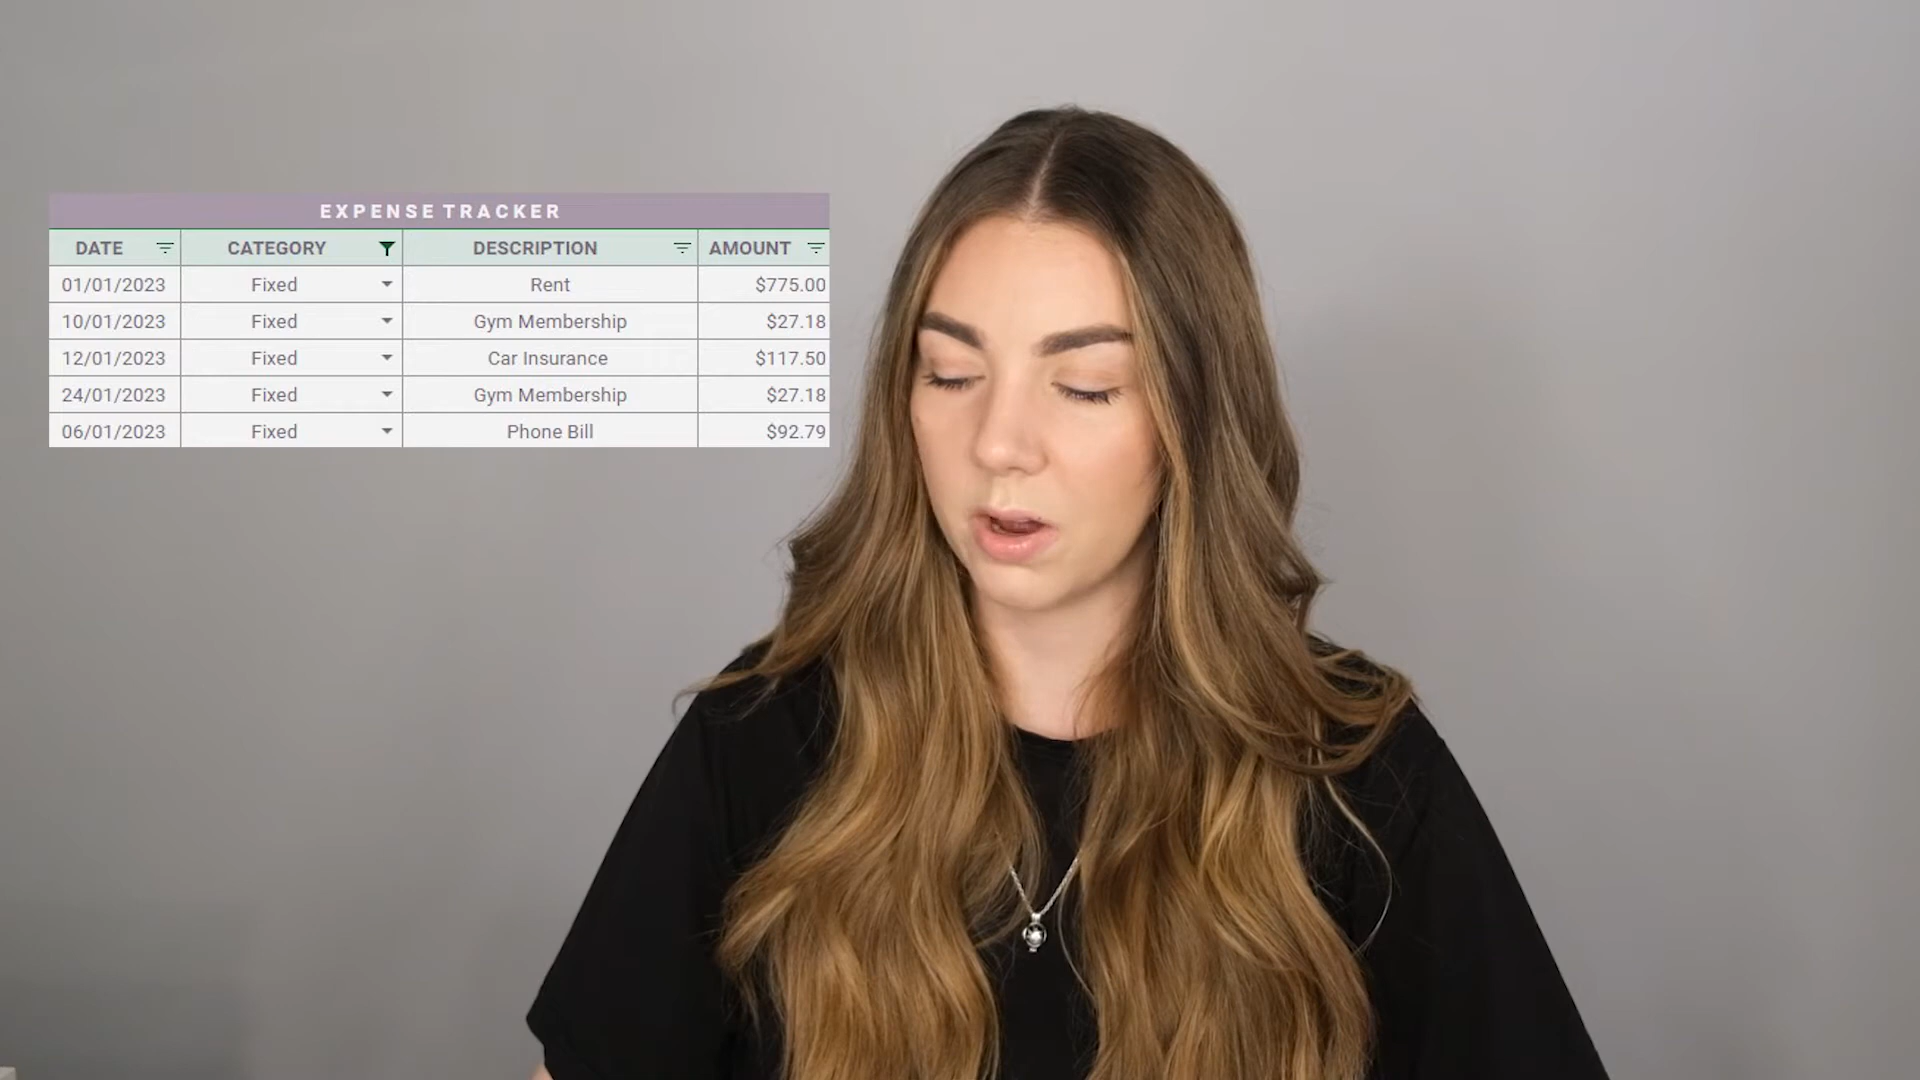 EXPENSE TRACKER
DATE CATEGORY DESCRIPTION AMOUNT
01/01/2023 Fixed Rent $775.00
10/01/2023 Fixed Gym Membership $27.18
12/01/2023 Fixed Car Insurance $117.50
24/01/2023 Fixed Gym Membership $27.18
06/01/2023 Fixed Phone Bill $92.79